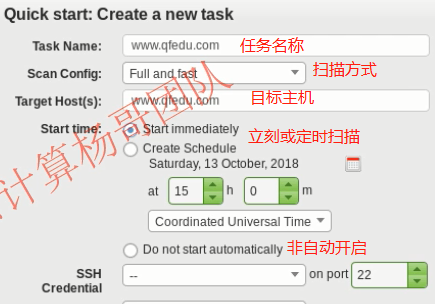 Quick start: Create a new task
Task Name: www.qfedu.com 任务名称
Scan Config: Full and fast 扫描方式
Target Host(s): www.qfedu.com 目标主机
Start time: Start immediately 立刻或定时扫描
Create Schedule
Saturday, 13 October, 2018
at 15 h 0 m
Coordinated Universal Time
Do not start automatically 非自动开启
SSH Credential -- on port 22
计算杨哥团队